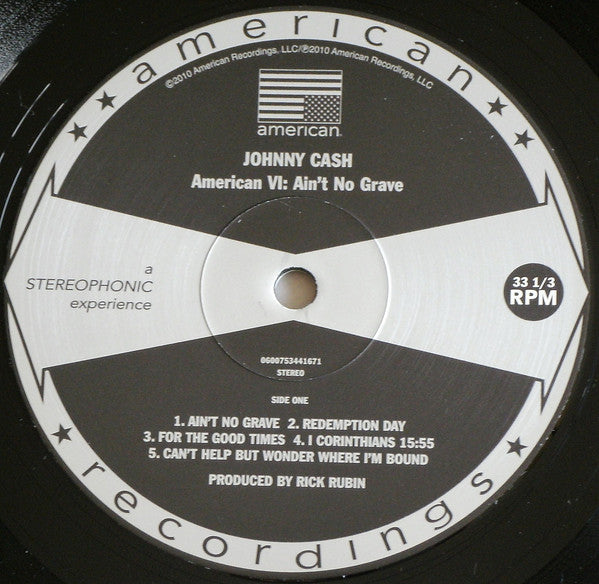 american
©2010 American Recordings, LLC/℗2010 American Recordings, LLC
american
JOHNNY CASH
American VI: Ain't No Grave
a
STEREOPHONIC
experience
33 1/3
RPM
0600753441671
STEREO
SIDE ONE
1. AIN'T NO GRAVE 2. REDEMPTION DAY
3. FOR THE GOOD TIMES 4. I CORINTHIANS 15:55
5. CAN'T HELP BUT WONDER WHERE I'M BOUND
PRODUCED BY RICK RUBIN
recordings